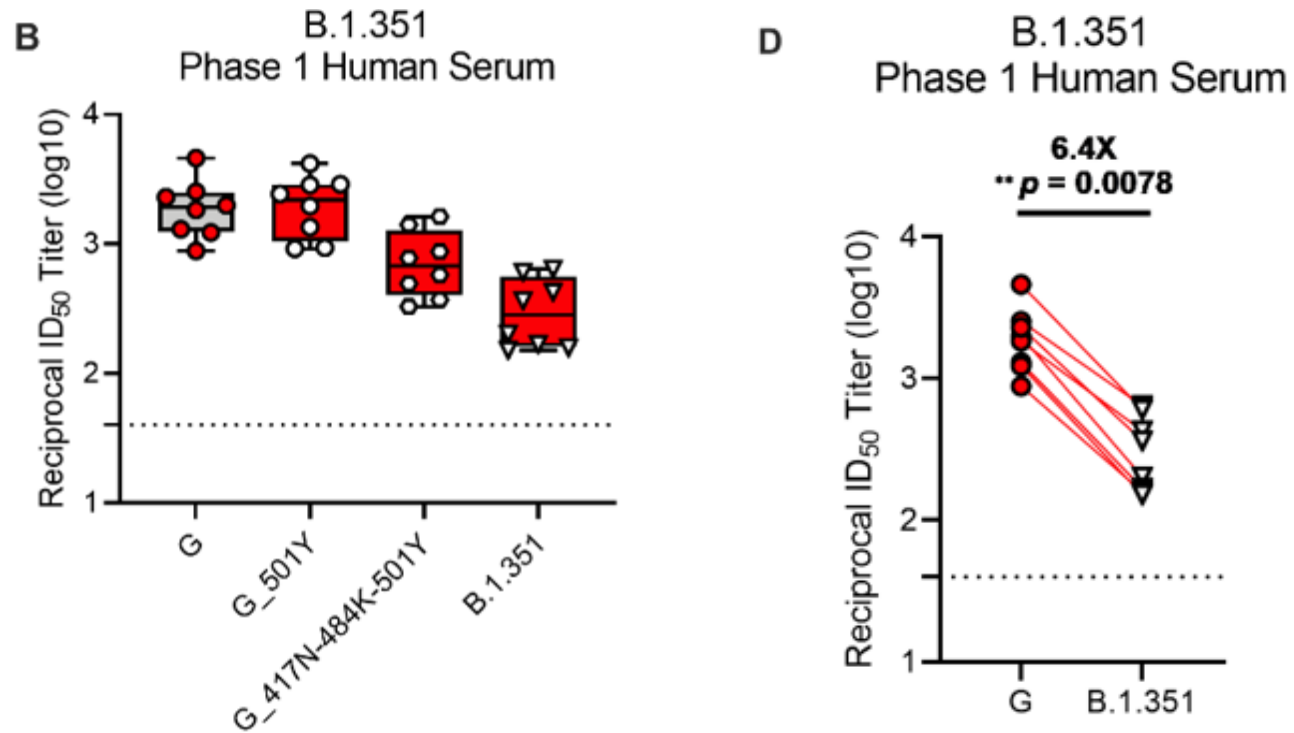 B
B.1.351
Phase 1 Human Serum
Reciprocal ID50 Titer (log10)
4
3
2
1
G
G_501Y
G_417N-484K-501Y
B.1.351
D
B.1.351
Phase 1 Human Serum
6.4X
** p = 0.0078
Reciprocal ID50 Titer (log10)
4
3
2
1
G
B.1.351